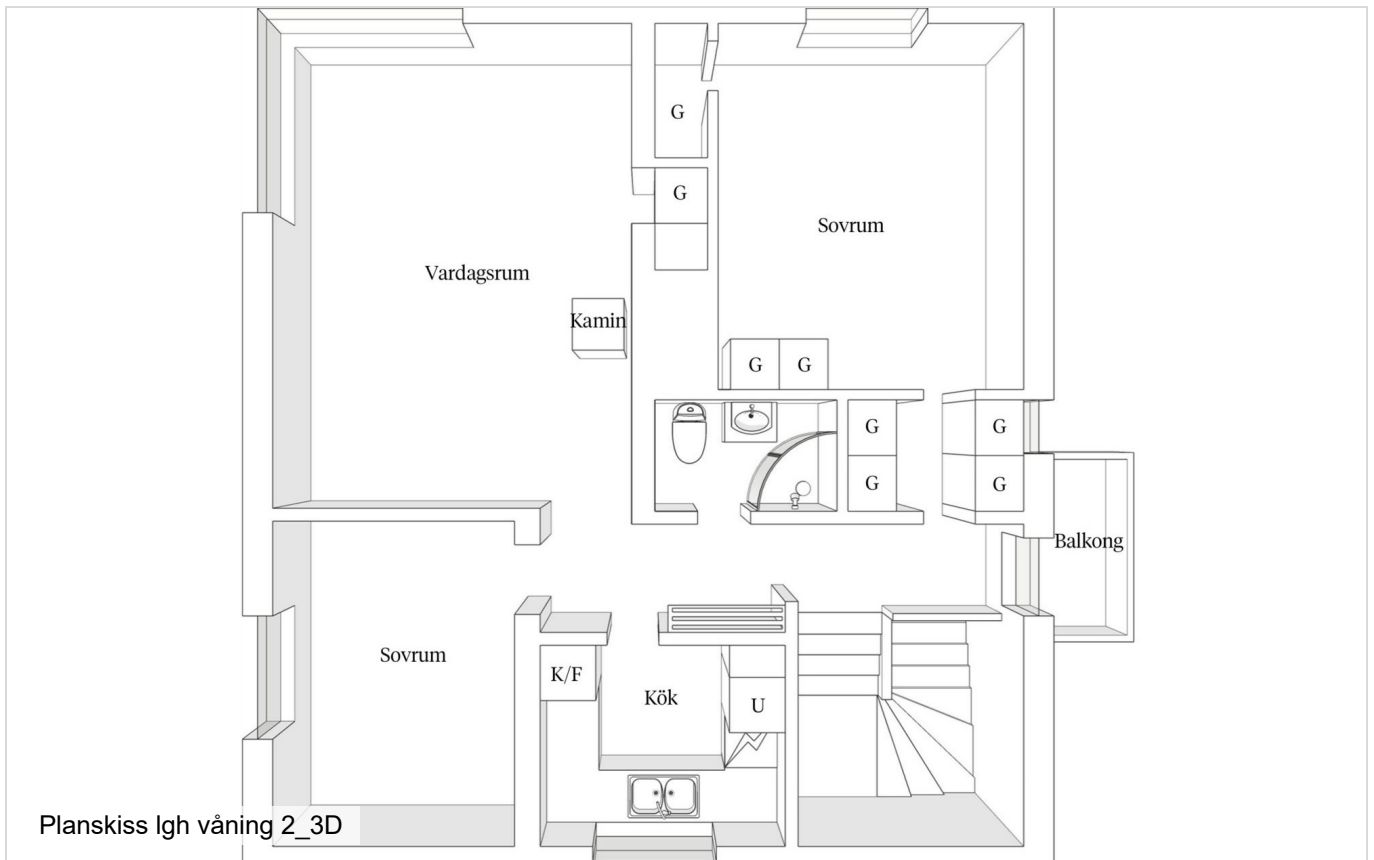 G
G
Sovrum
Vardagsrum
Kamin
G G
G G
G G
Balkong
Sovrum
K/F
Kök
U
Planskiss lgh våning 2_3D